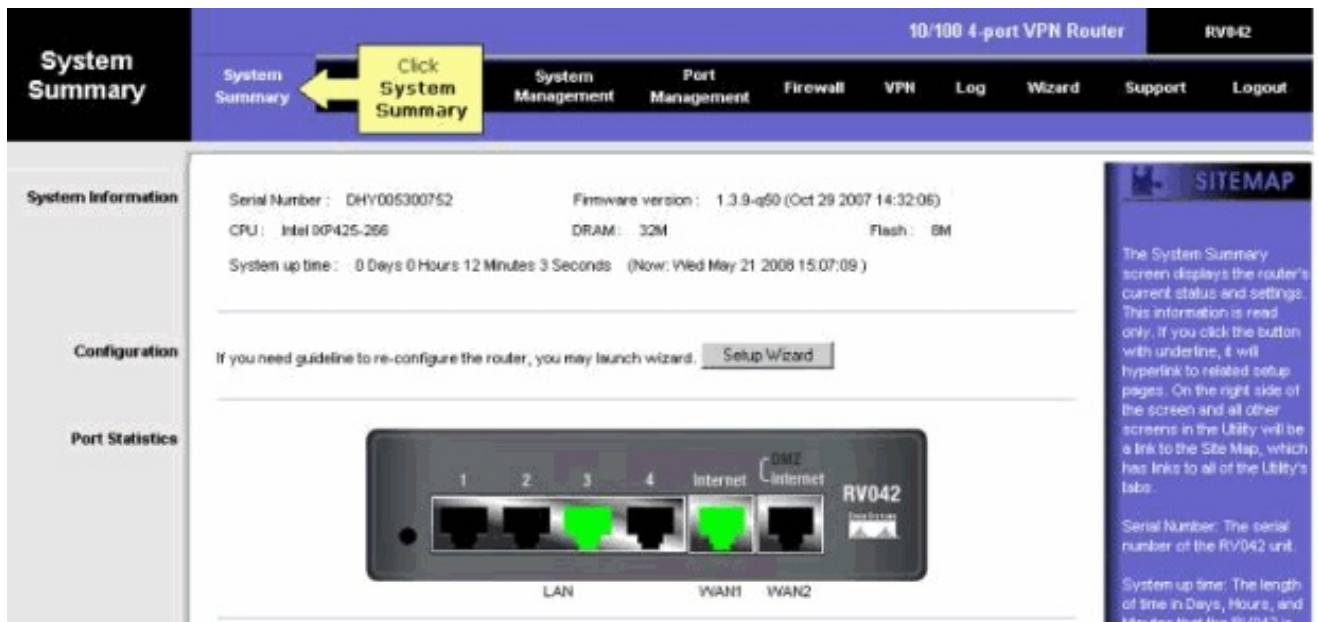 10/100 4-port VPN Router
RV042
System
Summary
System
Summary
Click
System
Summary
System
Management
Port
Management
Firewall
VPN
Log
Wizard
Support
Logout
System Information
Serial Number : DHY005300752
Firmware version : 1.3.9-q50 (Oct 29 2007 14:32:06)
CPU : Intel IXP425-266
DRAM : 32M
Flash : 8M
System up time : 0 Days 0 Hours 12 Minutes 3 Seconds (Now: Wed May 21 2008 15:07:09 )
Configuration
If you need guideline to re-configure the router, you may launch wizard.
Setup Wizard
Port Statistics
1 2 3 4 Internet
DMZ
Internet
RV042
LAN
WAN1
WAN2
SITEMAP
The System Summary
screen displays the router's
current status and settings.
This information is read
only. If you click the button
with underline, it will
hyperlink to related setup
pages. On the right side of
the screen and all other
screens in the Utility will be
a link to the Site Map, which
has links to all of the Utility's
tabs.
Serial Number: The serial
number of the RV042 unit.
System up time: The length
of time in Days, Hours, and